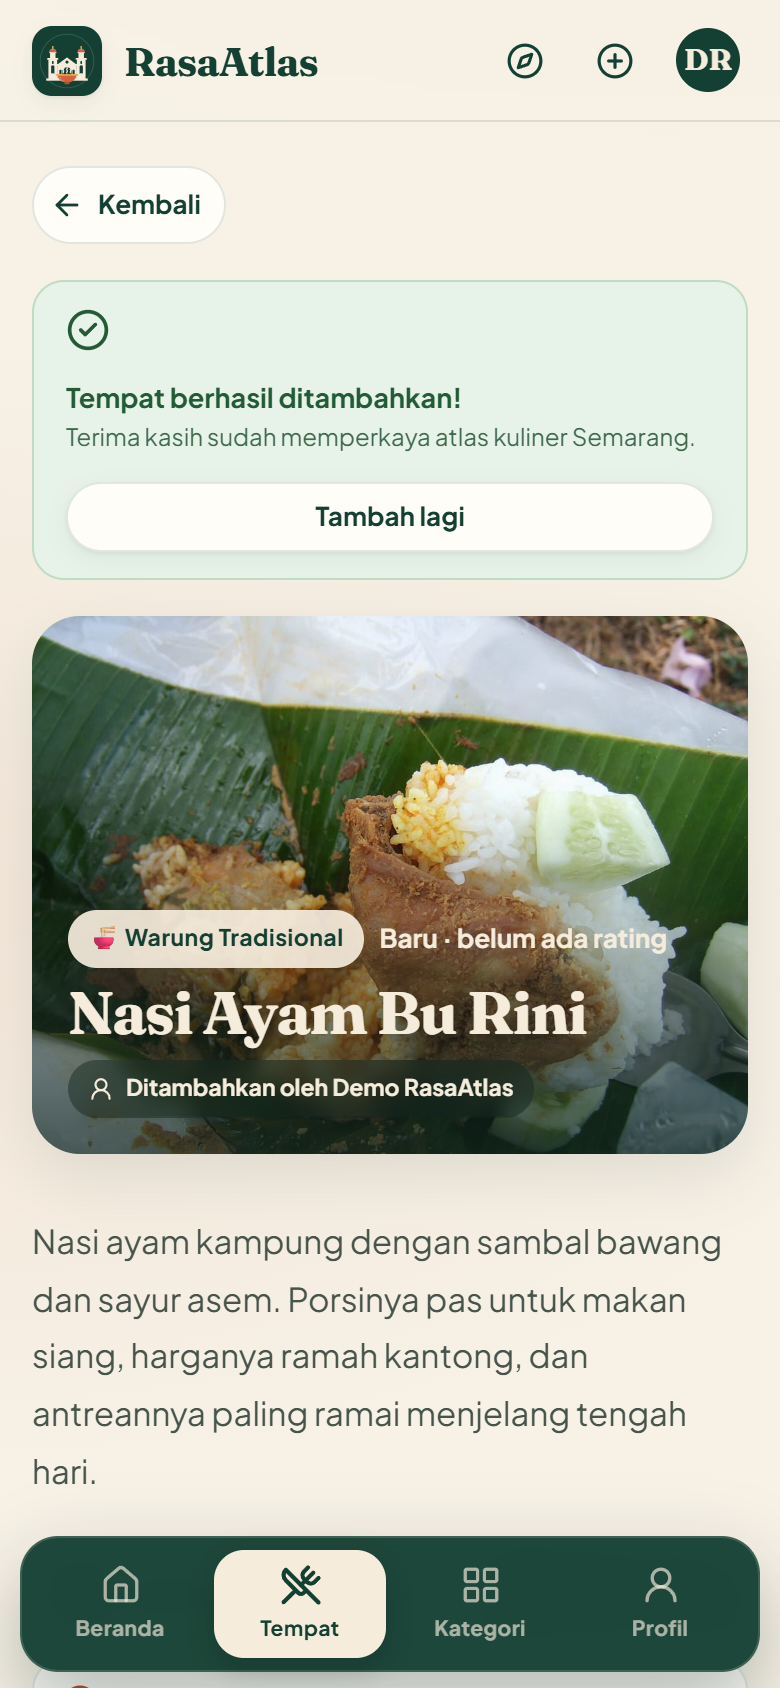 RasaAtlas
DR
Kembali
Tempat berhasil ditambahkan!
Terima kasih sudah memperkaya atlas kuliner Semarang.
Tambah lagi
Warung Tradisional
Baru · belum ada rating
Nasi Ayam Bu Rini
Ditambahkan oleh Demo RasaAtlas
Nasi ayam kampung dengan sambal bawang
dan sayur asem. Porsinya pas untuk makan
siang, harganya ramah kantong, dan
antreannya paling ramai menjelang tengah
hari.
Beranda
Tempat
Kategori
Profil